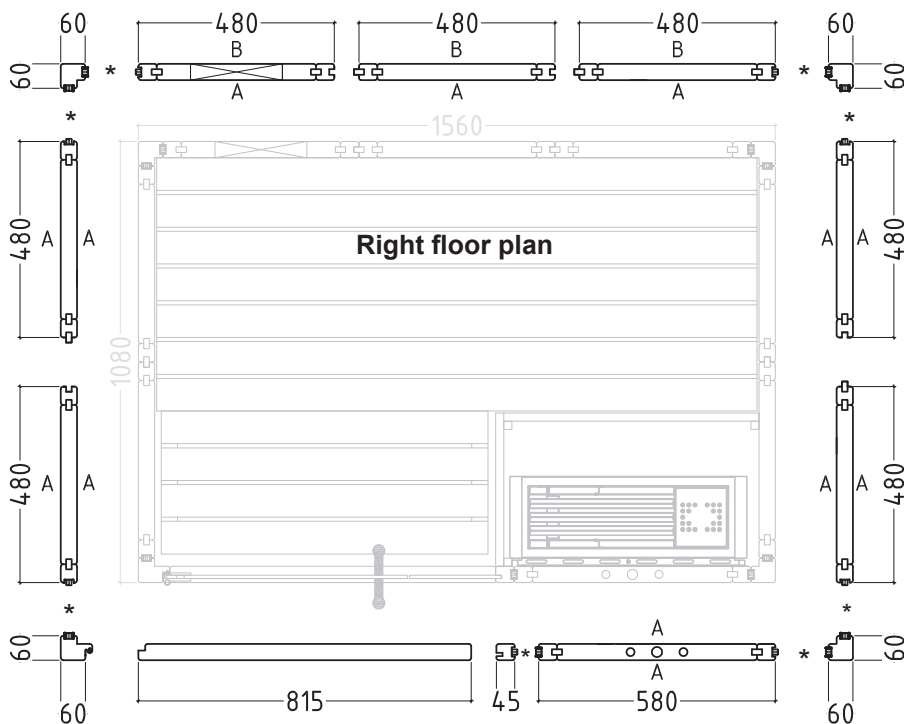 60 480 480 480 60
B B B
60 * * 60
A A A
* *
1560
480 A A A A 480
Right floor plan
1080
480 A A A A 480
* *
60 A 60
* *
A
60 815 45 580 60